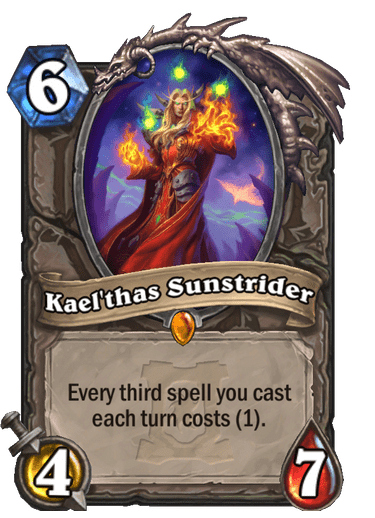 6
Kael'thas Sunstrider
Every third spell you cast
each turn costs (1).
4
7